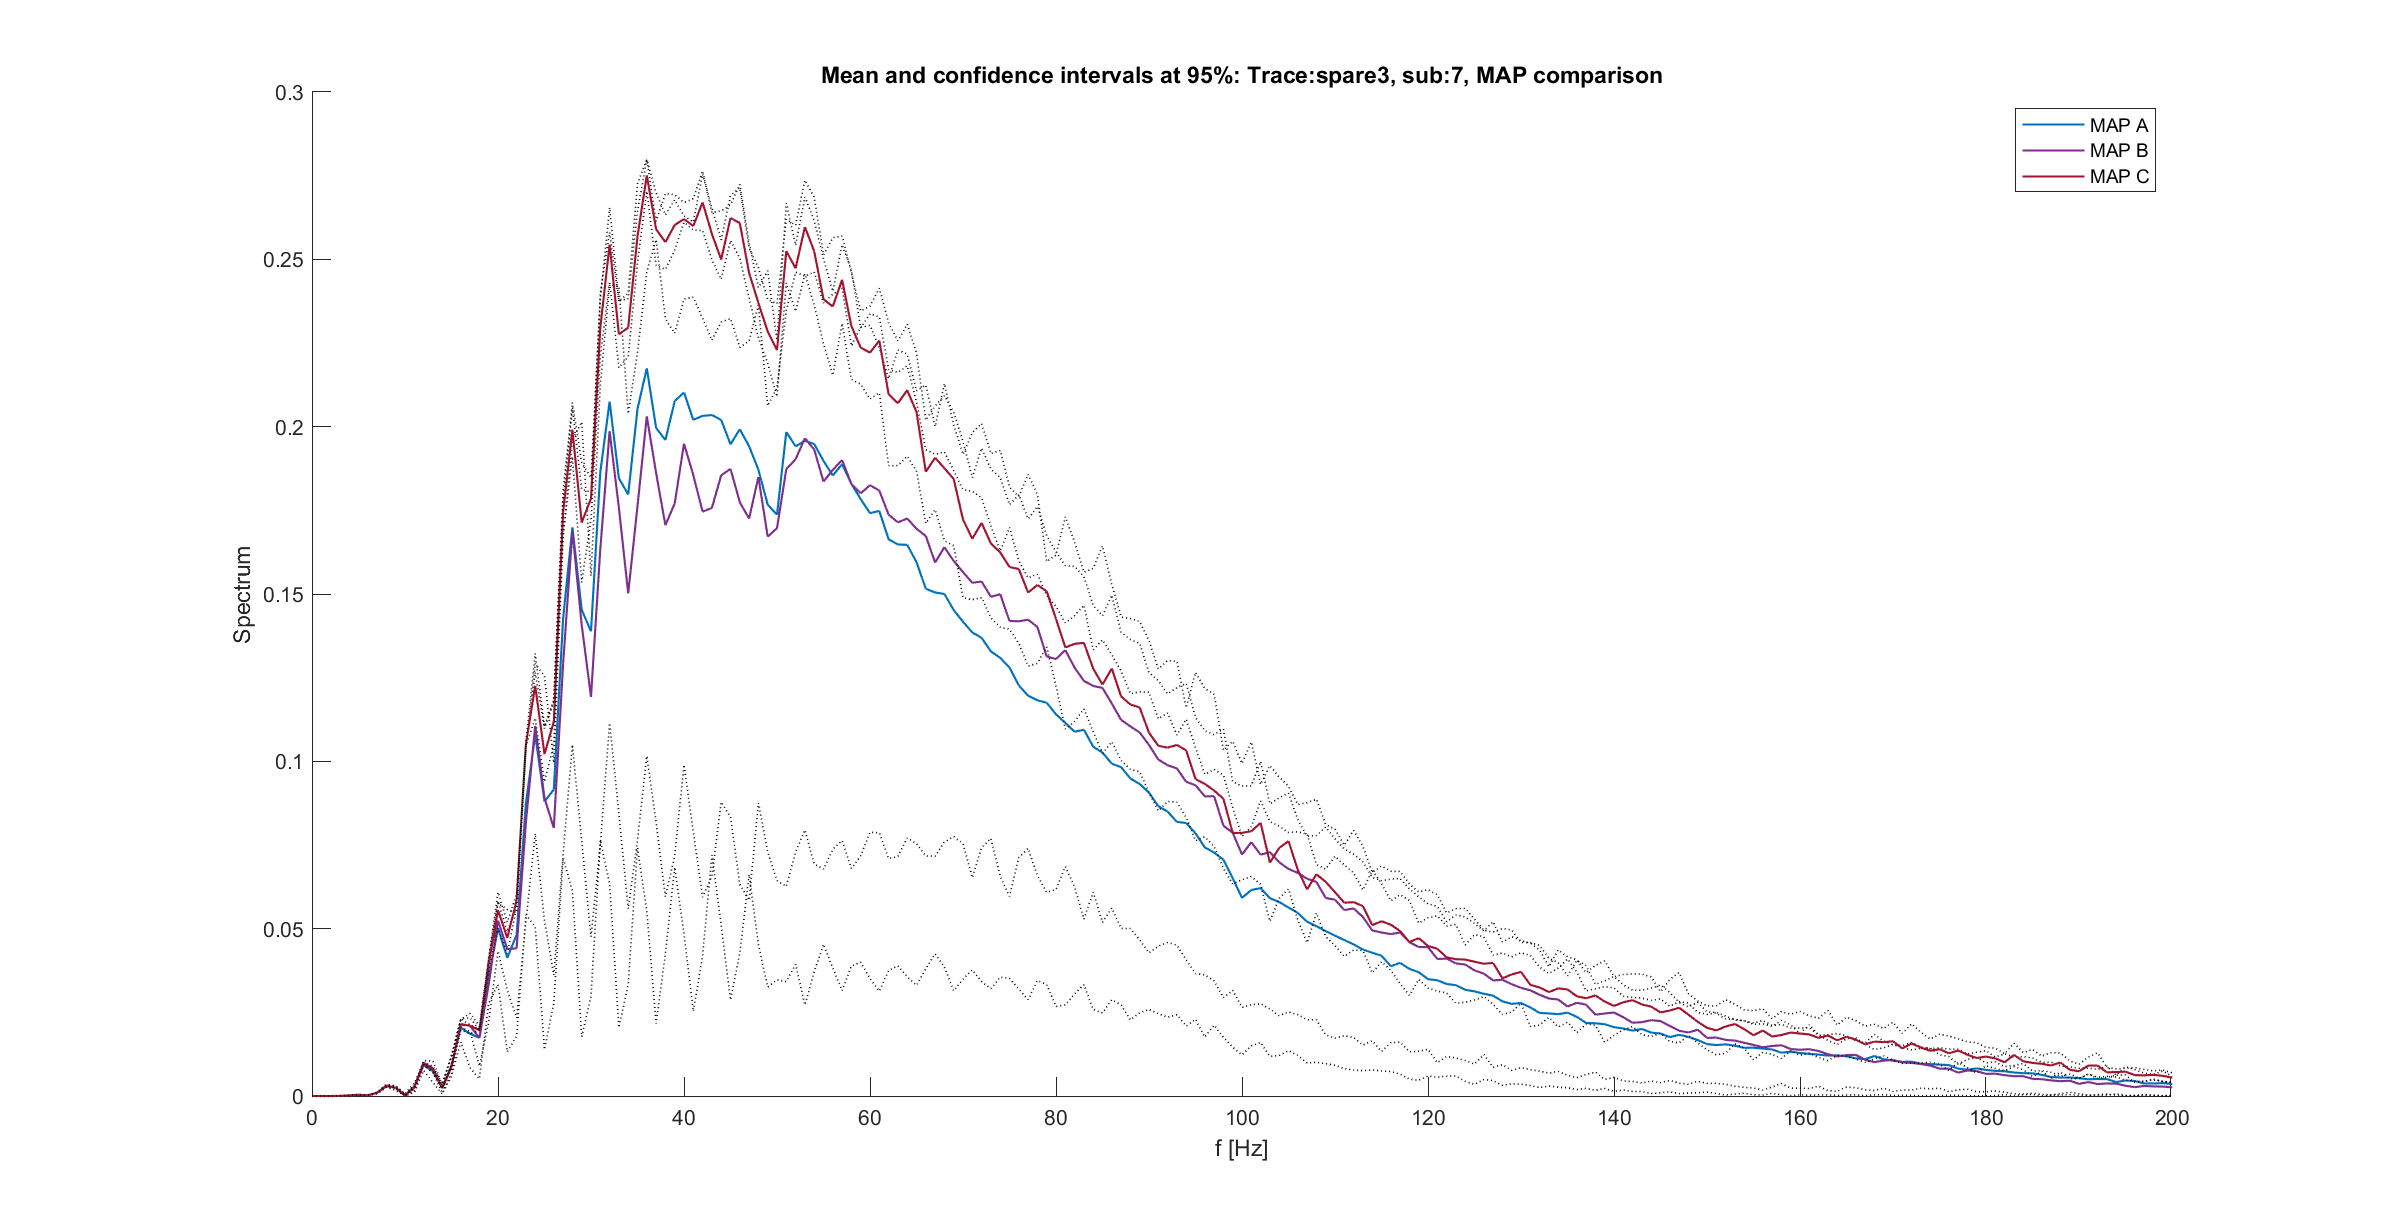 Mean and confidence intervals at 95%: Trace:spare3, sub:7, MAP comparison
MAP A
MAP B
MAP C
0.3
0.25
0.2
0.15
0.1
0.05
0
Spectrum
0 20 40 60 80 100 120 140 160 180 200
f [Hz]